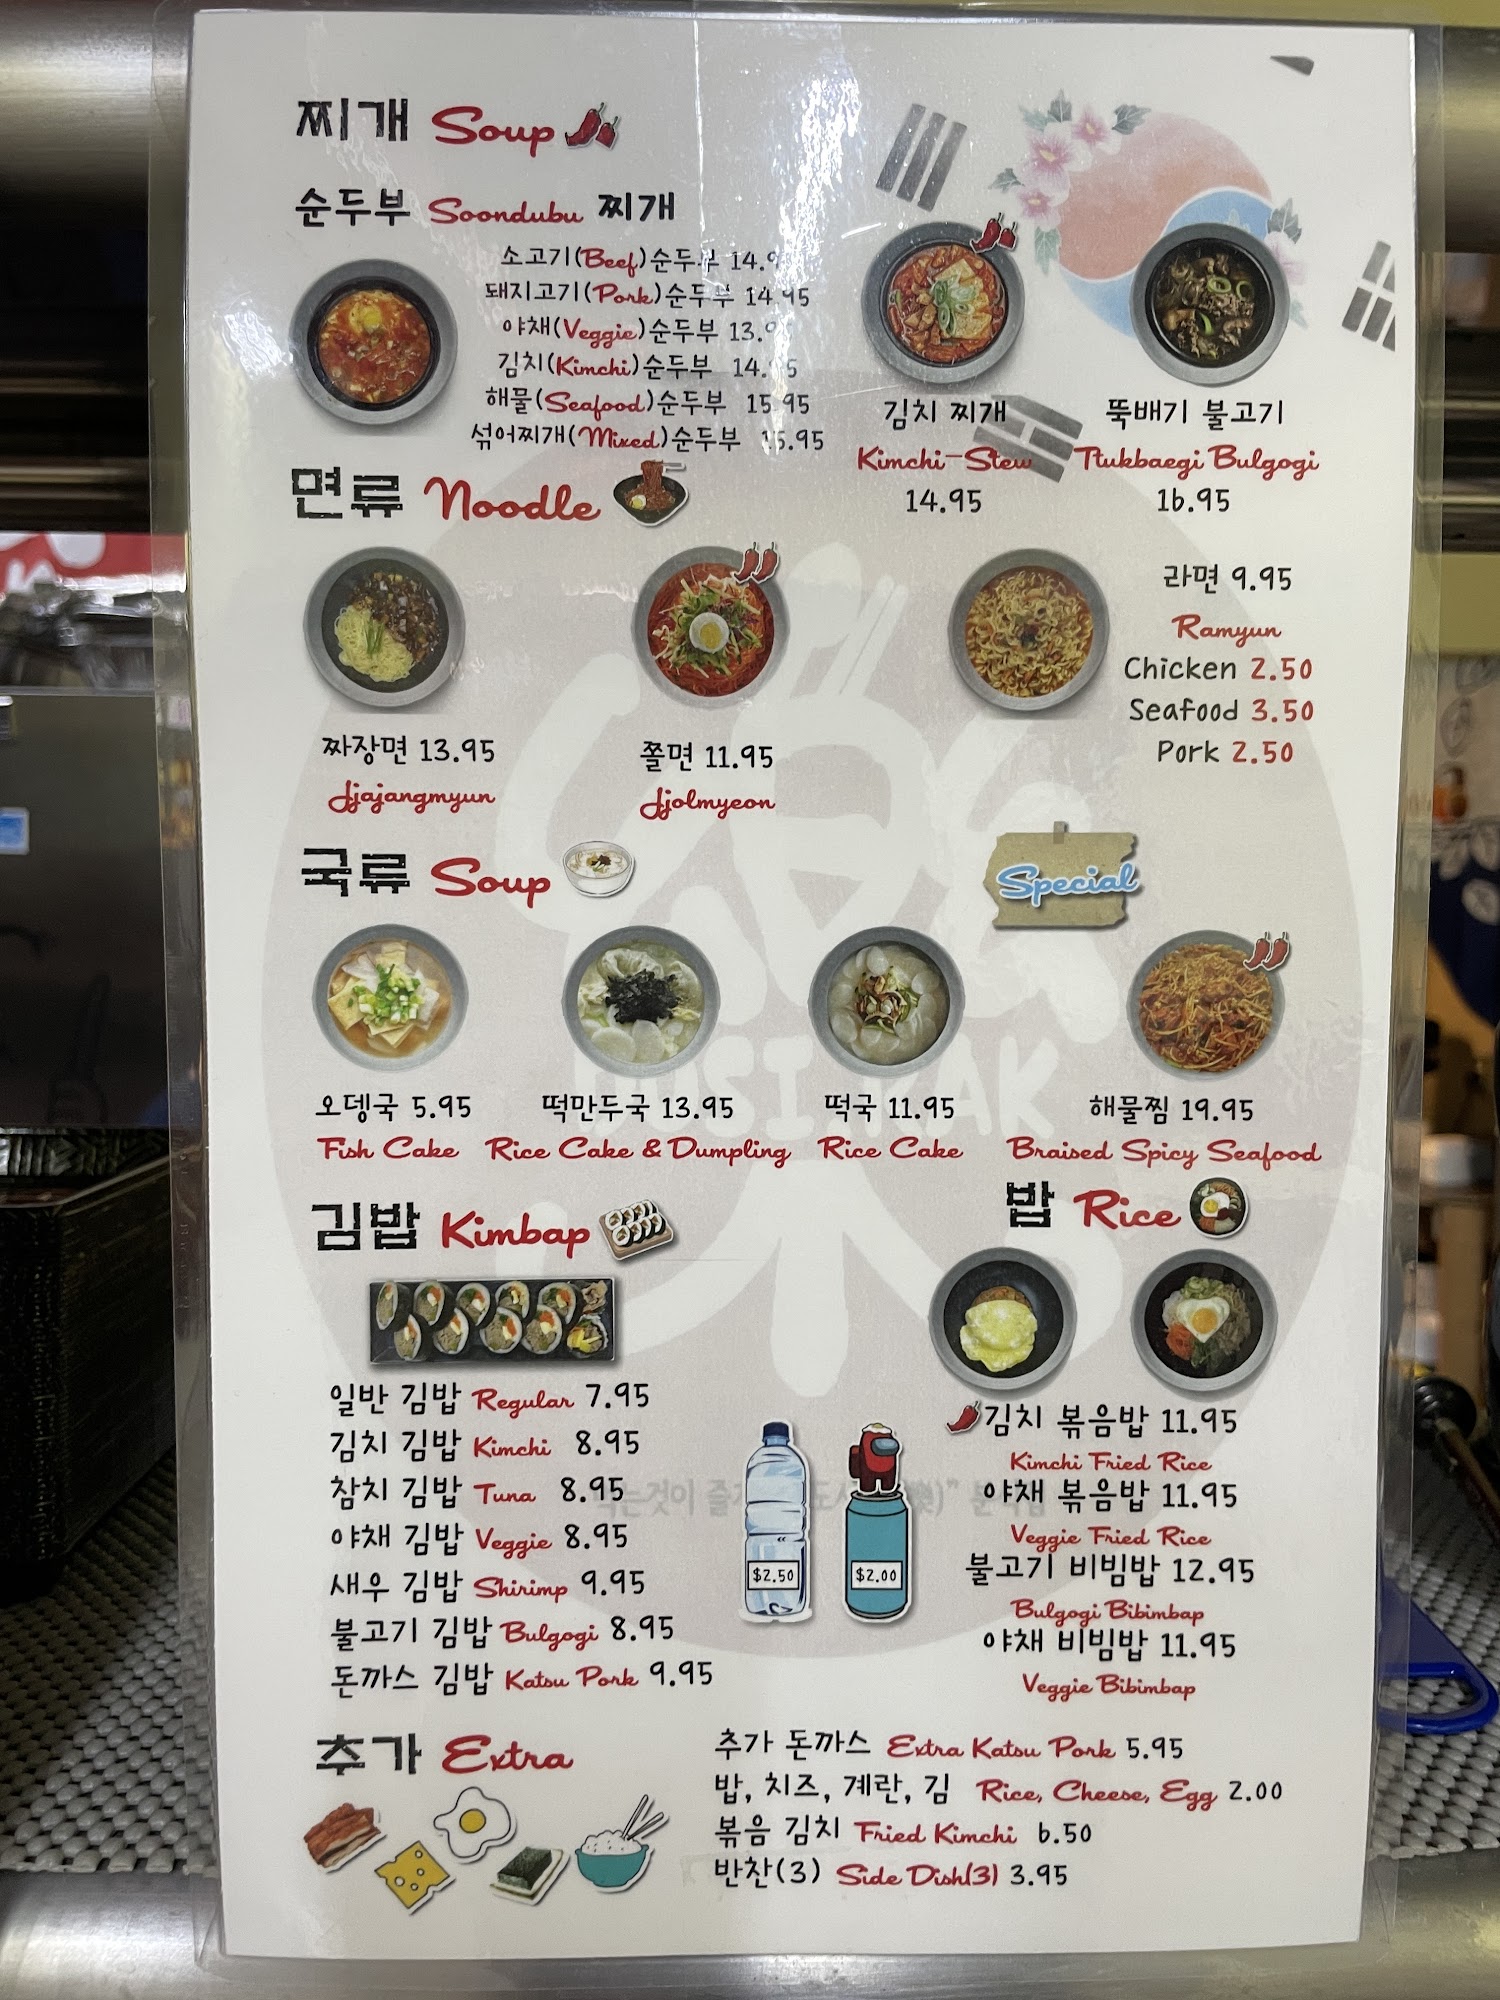 찌개 Soup
순두부 Soondubu 찌개
소고기(Beef)순두부 14.9
돼지고기(Pork)순두부 14.95
야채(Veggie)순두부 13.95
김치(Kimchi)순두부 14.95
해물(Seafood)순두부 15.95
섞어찌개(Mixed)순두부 15.95
김치 찌개
Kimchi-Stew
14.95
뚝배기 불고기
Ttukbaegi Bulgogi
16.95
면류 Noodle
짜장면 13.95
Jjajangmyun
쫄면 11.95
Jjolmyeon
라면 9.95
Ramyun
Chicken 2.50
Seafood 3.50
Pork 2.50
국류 Soup
오뎅국 5.95
Fish Cake
떡만두국 13.95
Rice Cake & Dumpling
떡국 11.95
Rice Cake
Special
해물찜 19.95
Braised Spicy Seafood
김밥 Kimbap
일반 김밥 Regular 7.95
김치 김밥 Kimchi 8.95
참치 김밥 Tuna 8.95
야채 김밥 Veggie 8.95
새우 김밥 Shirimp 9.95
불고기 김밥 Bulgogi 8.95
돈까스 김밥 Katsu Pork 9.95
$2.50
$2.00
밥 Rice
김치 볶음밥 11.95
Kimchi Fried Rice
야채 볶음밥 11.95
Veggie Fried Rice
불고기 비빔밥 12.95
Bulgogi Bibimbap
야채 비빔밥 11.95
Veggie Bibimbap
추가 Extra
추가 돈까스 Extra Katsu Pork 5.95
밥, 치즈, 계란, 김 Rice, Cheese, Egg 2.00
볶음 김치 Fried Kimchi 6.50
반찬(3) Side Dish(3) 3.95